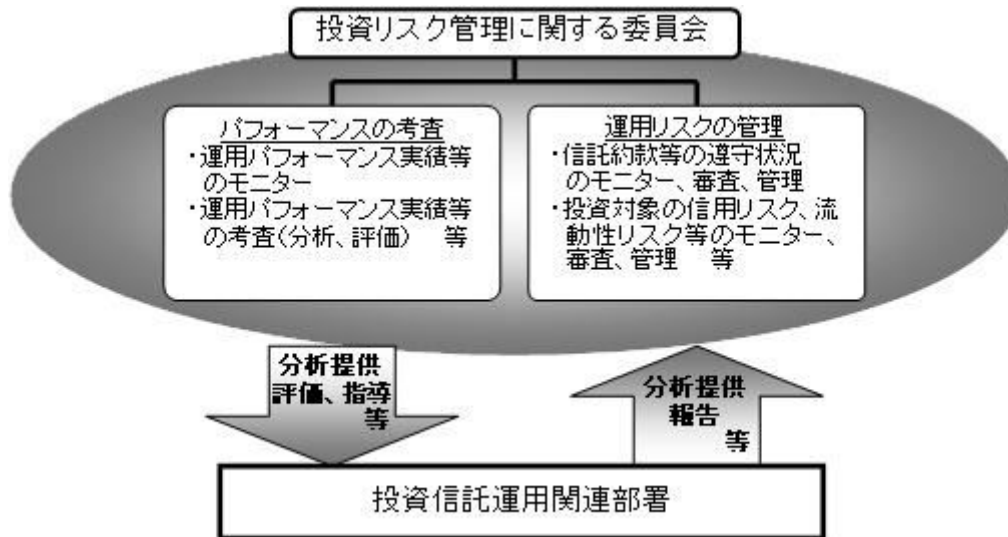 投資リスク管理に関する委員会
パフォーマンスの考査
・運用パフォーマンス実績等
のモニター
・運用パフォーマンス実績等
の考査(分析、評価) 等
運用リスクの管理
・信託約款等の遵守状況
のモニター、審査、管理
・投資対象の信用リスク、流
動性リスク等のモニター、
審査、管理 等
分析提供
評価、指導
等
分析提供
報告
等
投資信託運用関連部署